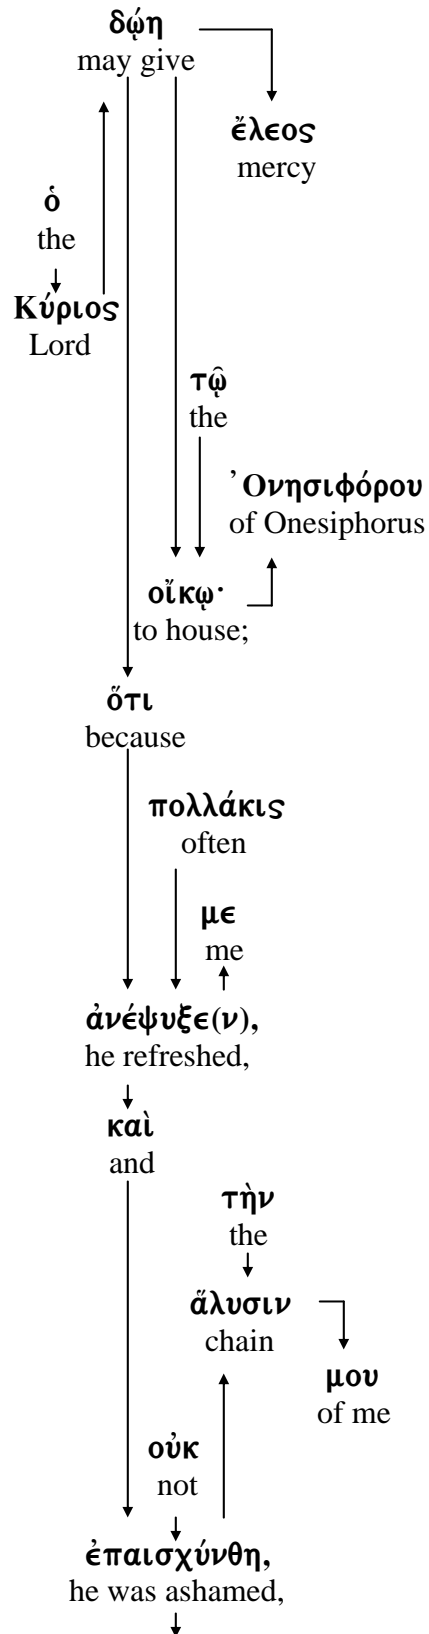 δῴη
may give
ἔλεος
mercy
ὁ
the
Κύριος
Lord
τῷ
the
᾿Ονησιφόρου
of Onesiphorus
οἴκῳ·
to house;
ὅτι
because
πολλάκις
often
με
me
ἀνέψυξε(ν),
he refreshed,
καὶ
and
τὴν
the
ἅλυσιν
chain
μου
of me
οὐκ
not
ἐπαισχύνθη,
he was ashamed,